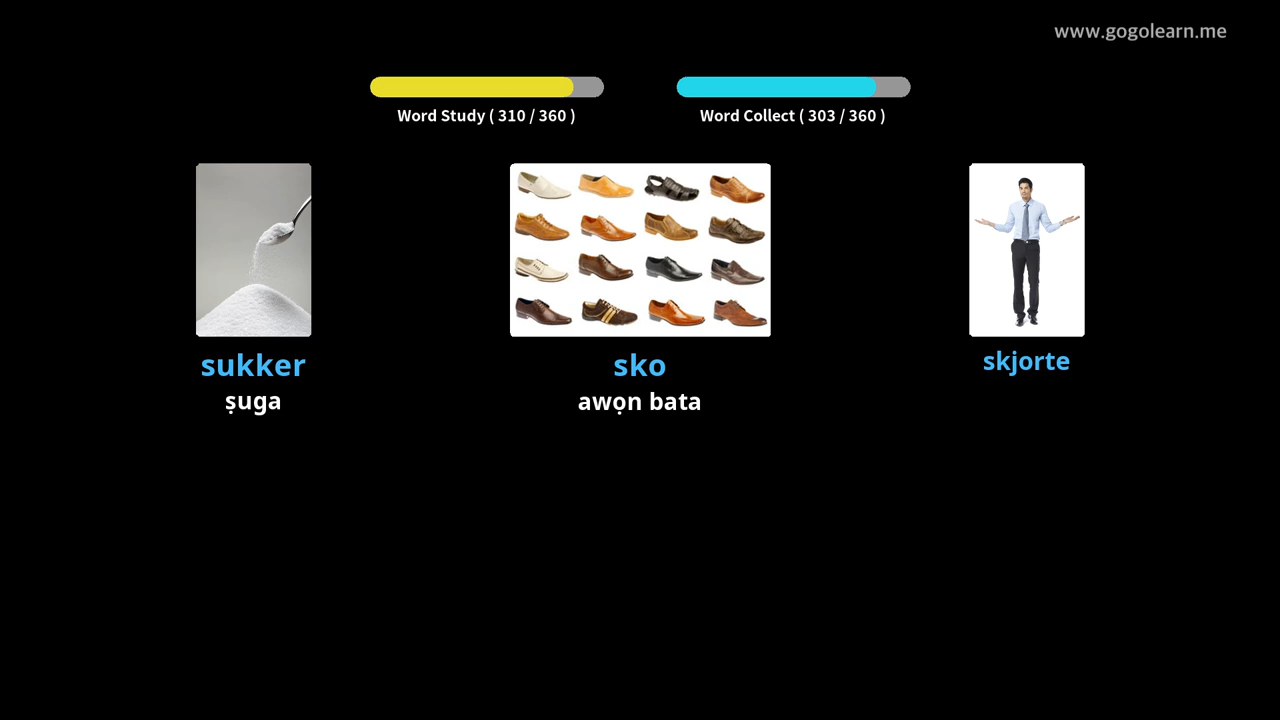 www.gogolearn.me
Word Study ( 310 / 360 )
Word Collect ( 303 / 360 )
sukker
ṣuga
sko
awọn bata
skjorte